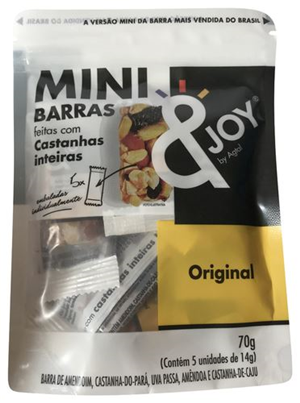 A VERSÃO MINI DA BARRA MAIS VENDIDA DO BRASIL
MINI
BARRAS
feitas com
Castanhas
inteiras
& JOY®
by Agtal
5x
embaladas
individualmente
castanhas inteiras
Original
70g
(Contém 5 unidades de 14g)
BARRA DE AMENDOIM, CASTANHA-DO-PARÁ, UVA PASSA, AMÊNDOA E CASTANHA-DE-CAJU